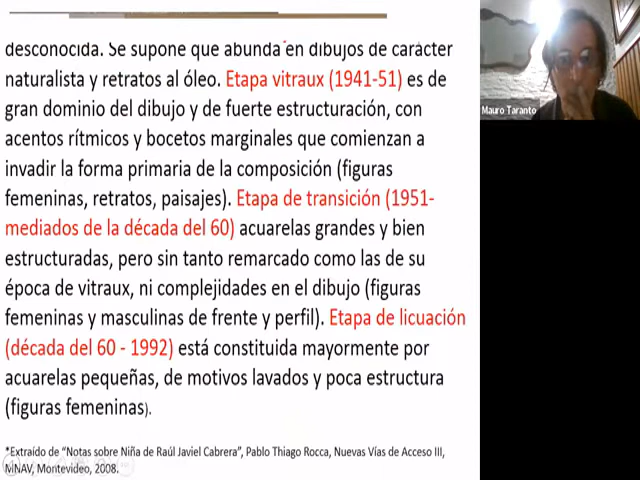 desconocida. Se supone que abunda en dibujos de carácter
naturalista y retratos al óleo. Etapa vitraux (1941-51) es de
gran dominio del dibujo y de fuerte estructuración, con
acentos rítmicos y bocetos marginales que comienzan a
invadir la forma primaria de la composición (figuras
femeninas, retratos, paisajes). Etapa de transición (1951-
mediados de la década del 60) acuarelas grandes y bien
estructuradas, pero sin tanto remarcado como las de su
época de vitraux, ni complejidades en el dibujo (figuras
femeninas y masculinas de frente y perfil). Etapa de licuación
(década del 60 - 1992) está constituida mayormente por
acuarelas pequeñas, de motivos lavados y poca estructura
(figuras femeninas).
*Extraído de "Notas sobre Niña de Raúl Javiel Cabrera", Pablo Thiago Rocca, Nuevas Vías de Acceso III,
MNAV, Montevideo, 2008.
Mauro Taranto